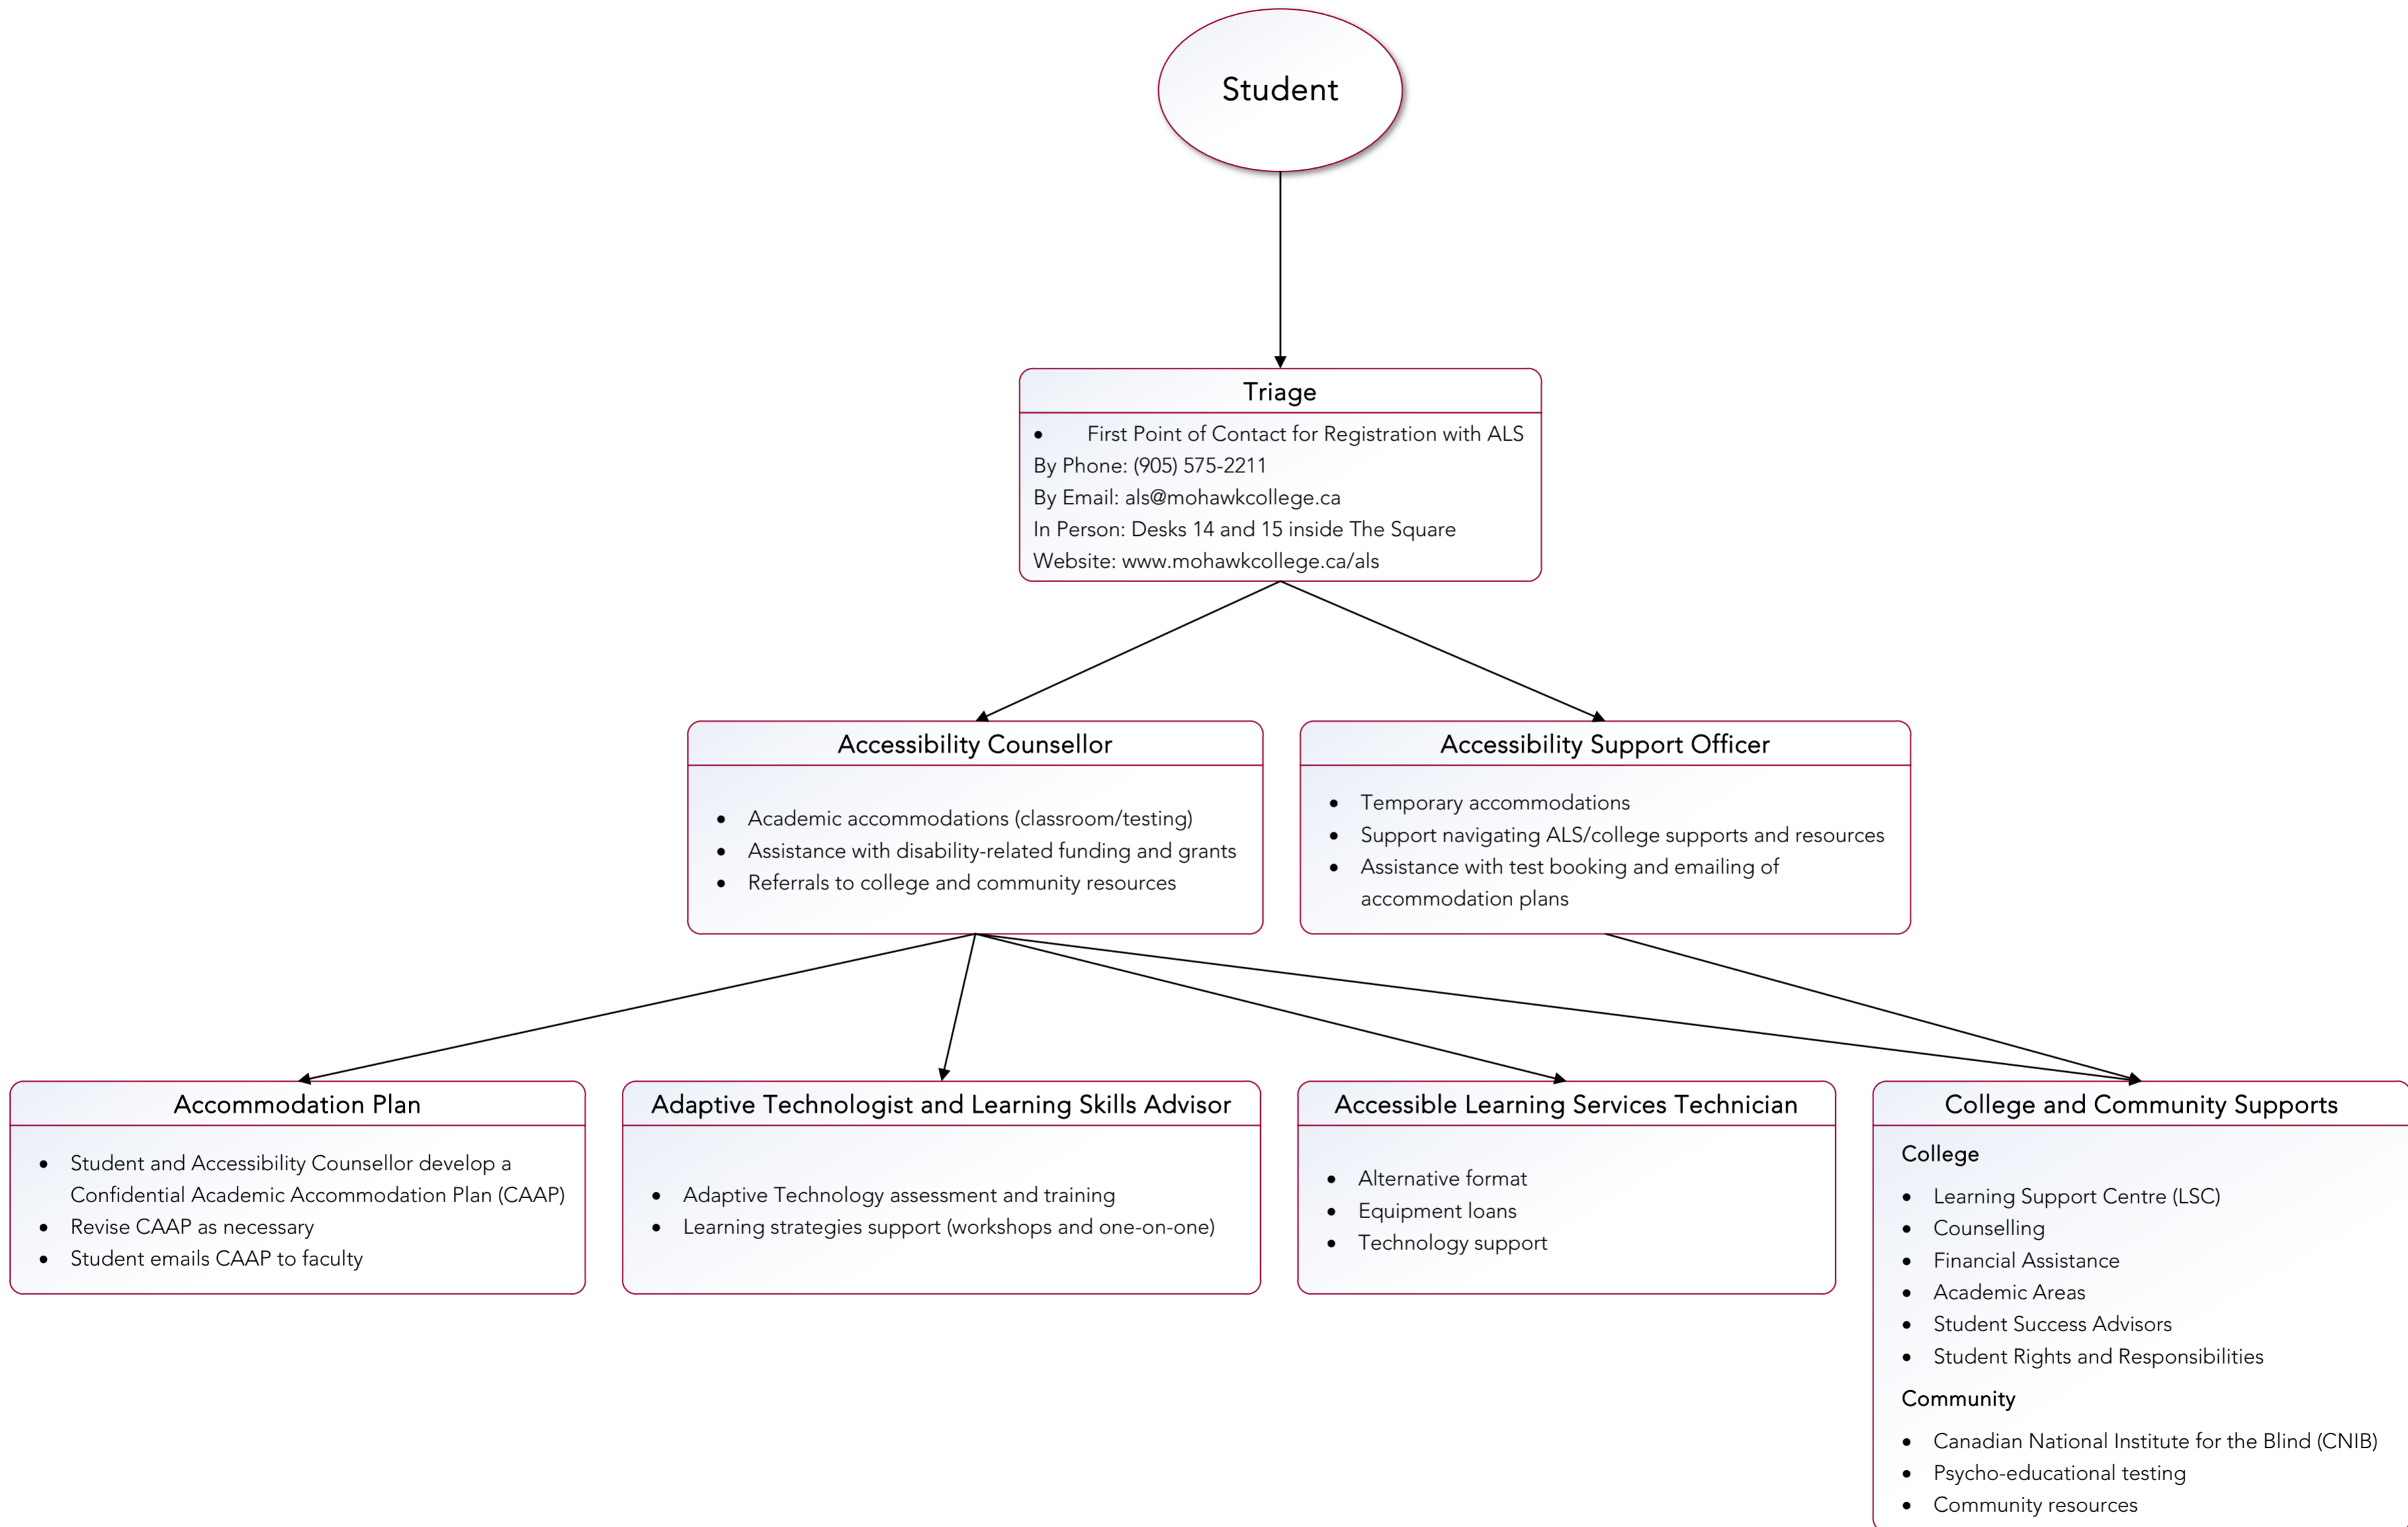 Student
Triage
• First Point of Contact for Registration with ALS
By Phone: (905) 575-2211
By Email: als@mohawkcollege.ca
In Person: Desks 14 and 15 inside The Square
Website: www.mohawkcollege.ca/als
Accessibility Counsellor
• Academic accommodations (classroom/testing)
• Assistance with disability-related funding and grants
• Referrals to college and community resources
Accessibility Support Officer
• Temporary accommodations
• Support navigating ALS/college supports and resources
• Assistance with test booking and emailing of
accommodation plans
Accommodation Plan
• Student and Accessibility Counsellor develop a
Confidential Academic Accommodation Plan (CAAP)
• Revise CAAP as necessary
• Student emails CAAP to faculty
Adaptive Technologist and Learning Skills Advisor
• Adaptive Technology assessment and training
• Learning strategies support (workshops and one-on-one)
Accessible Learning Services Technician
• Alternative format
• Equipment loans
• Technology support
College and Community Supports
College
• Learning Support Centre (LSC)
• Counselling
• Financial Assistance
• Academic Areas
• Student Success Advisors
• Student Rights and Responsibilities
Community
• Canadian National Institute for the Blind (CNIB)
• Psycho-educational testing
• Community resources